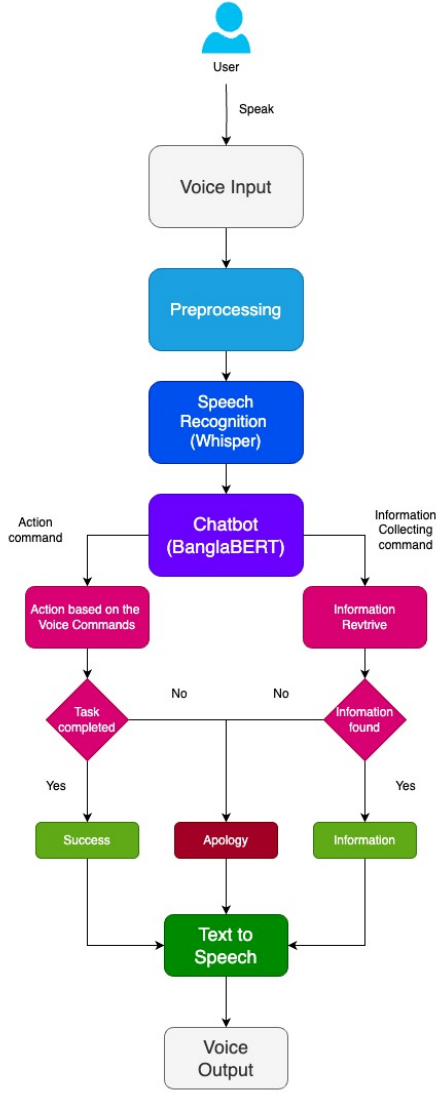 User
Speak
Voice Input
Preprocessing
Speech
Recognition
(Whisper)
Action
command
Chatbot
(BanglaBERT)
Information
Collecting
command
Action based on the
Voice Commands
Information
Revtrive
Task
completed
No
No
Infomation
found
Yes
Yes
Success
Apology
Information
Text to
Speech
Voice
Output